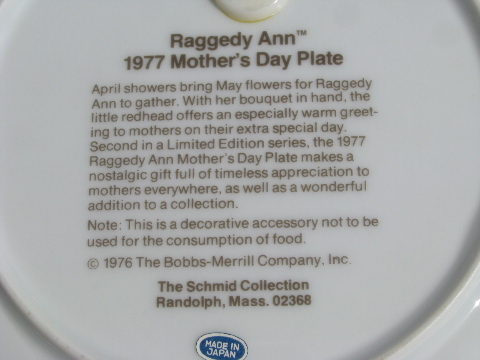 Raggedy Ann™
1977 Mother's Day Plate
April showers bring May flowers for Raggedy
Ann to gather. With her bouquet in hand, the
little redhead offers an especially warm greet-
ing to mothers on their extra special day.
Second in a Limited Edition series, the 1977
Raggedy Ann Mother's Day Plate makes a
nostalgic gift full of timeless appreciation to
mothers everywhere, as well as a wonderful
addition to a collection.
Note: This is a decorative accessory not to be
used for the consumption of food.
© 1976 The Bobbs-Merrill Company, Inc.
The Schmid Collection
Randolph, Mass. 02368
MADE IN
JAPAN